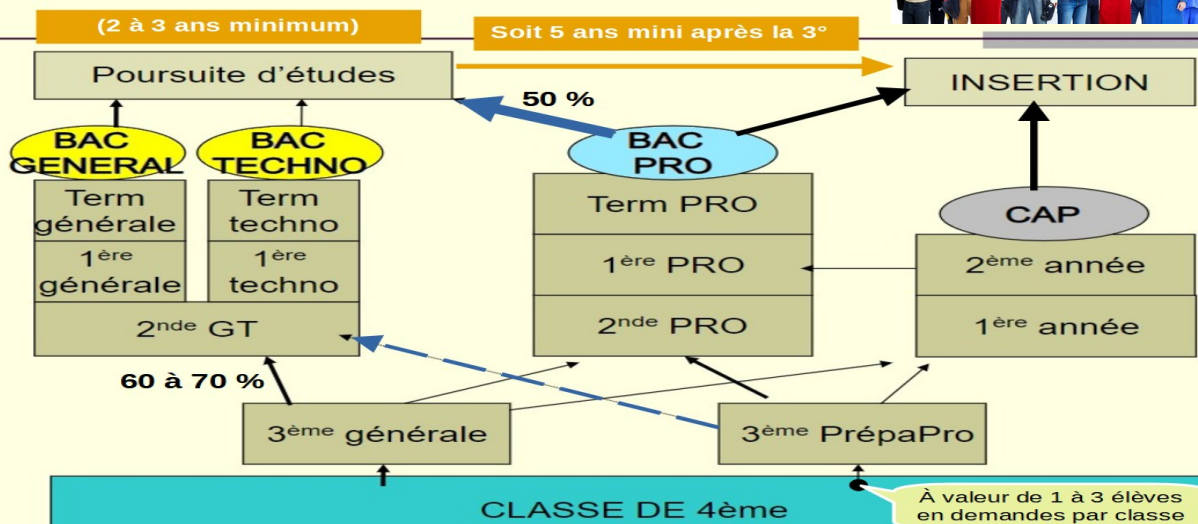 (2 à 3 ans minimum)
Soit 5 ans mini après la 3°
Poursuite d'études
INSERTION
50 %
BAC
GENERAL
BAC
TECHNO
BAC
PRO
Term
générale
Term
techno
Term PRO
CAP
1ère
générale
1ère
techno
1ère PRO
2ème année
2nde GT
2nde PRO
1ère année
60 à 70 %
3ème générale
3ème PrépaPro
CLASSE DE 4ème
À valeur de 1 à 3 élèves
en demandes par classe